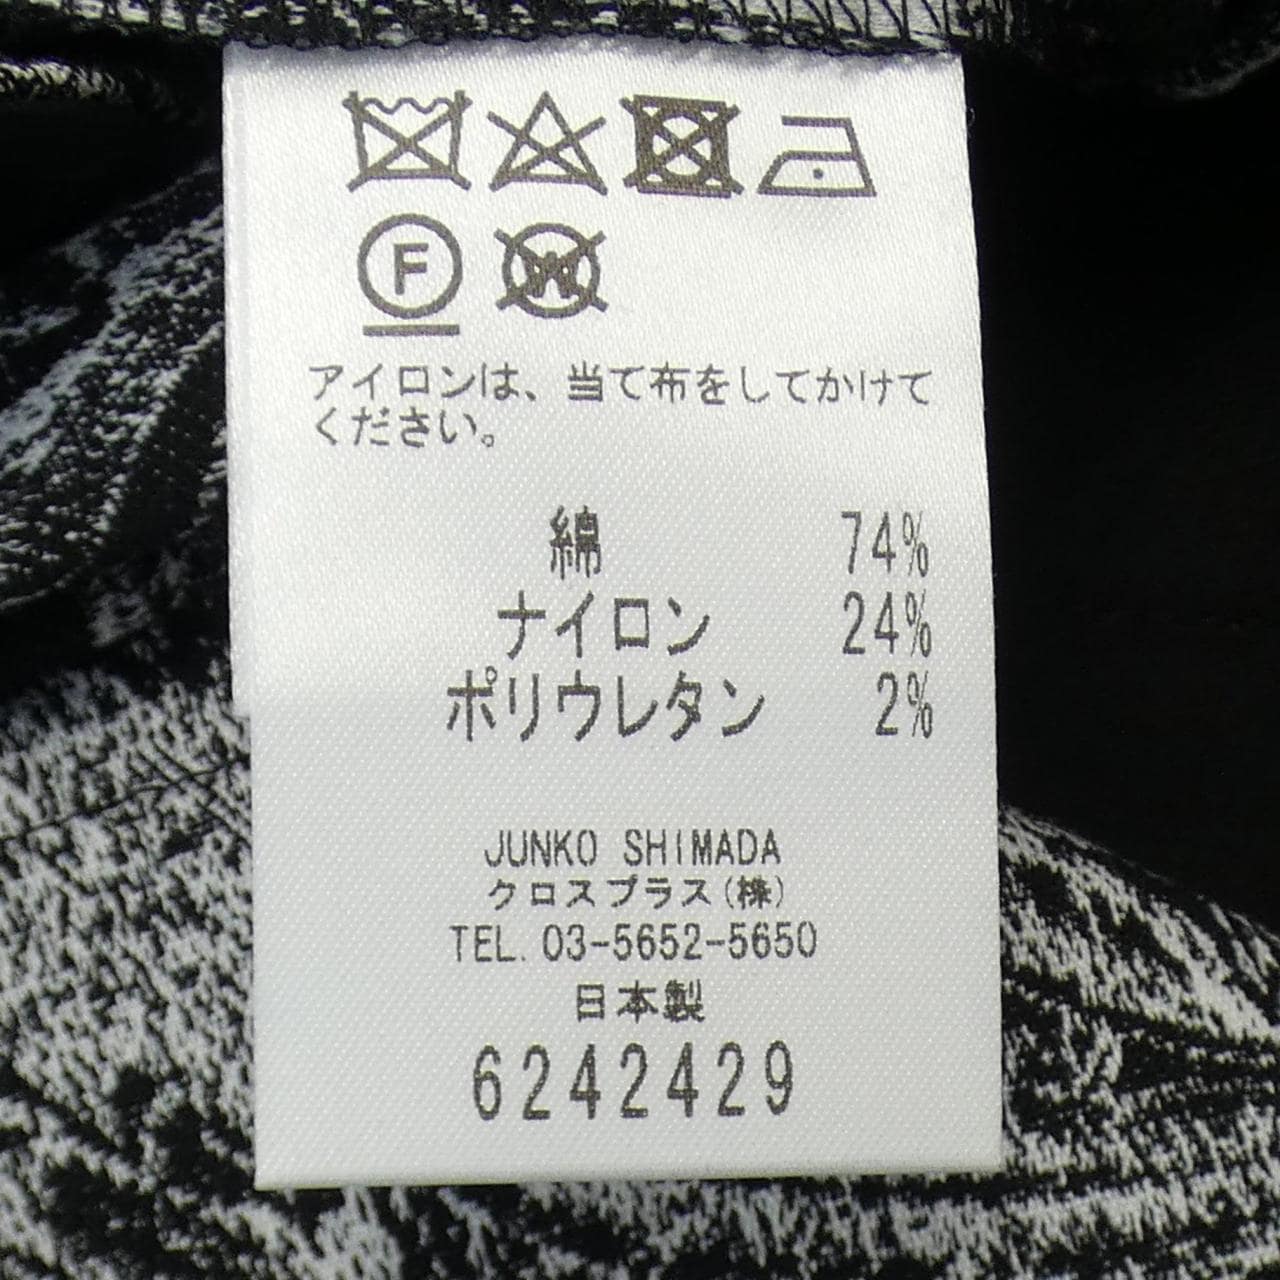 F W
アイロンは、当て布をしてかけて
ください。
綿 74%
ナイロン 24%
ポリウレタン 2%
JUNKO SHIMADA
クロスプラス(株)
TEL. 03-5652-5650
日本製
6242429